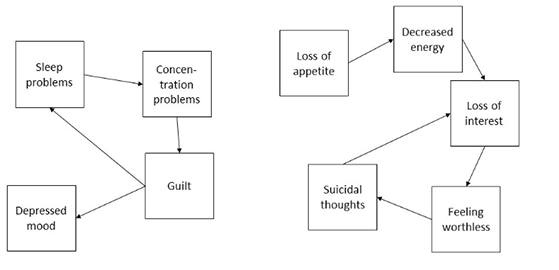 Sleep
problems
Concen-
tration
problems
Guilt
Depressed
mood
Loss of
appetite
Decreased
energy
Loss of
interest
Suicidal
thoughts
Feeling
worthless